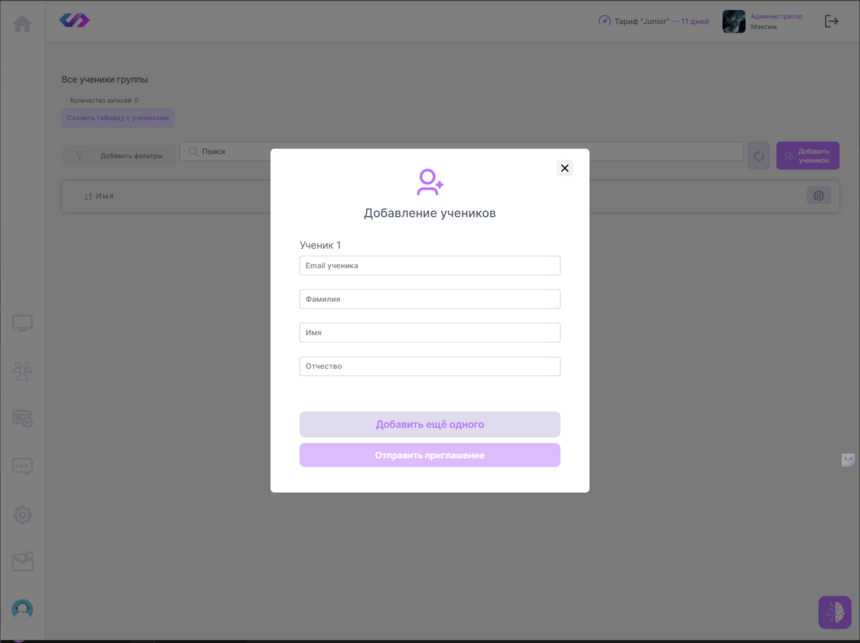 Тариф "Junior" — 11 дней
Администратор
Максим
Все ученики группы
Количество записей: 0
Скачать таблицу с учениками
Добавить фильтры
Поиск
Добавить
учеников
Имя
Добавление учеников
Ученик 1
Email ученика
Фамилия
Имя
Отчество
Добавить ещё одного
Отправить приглашение